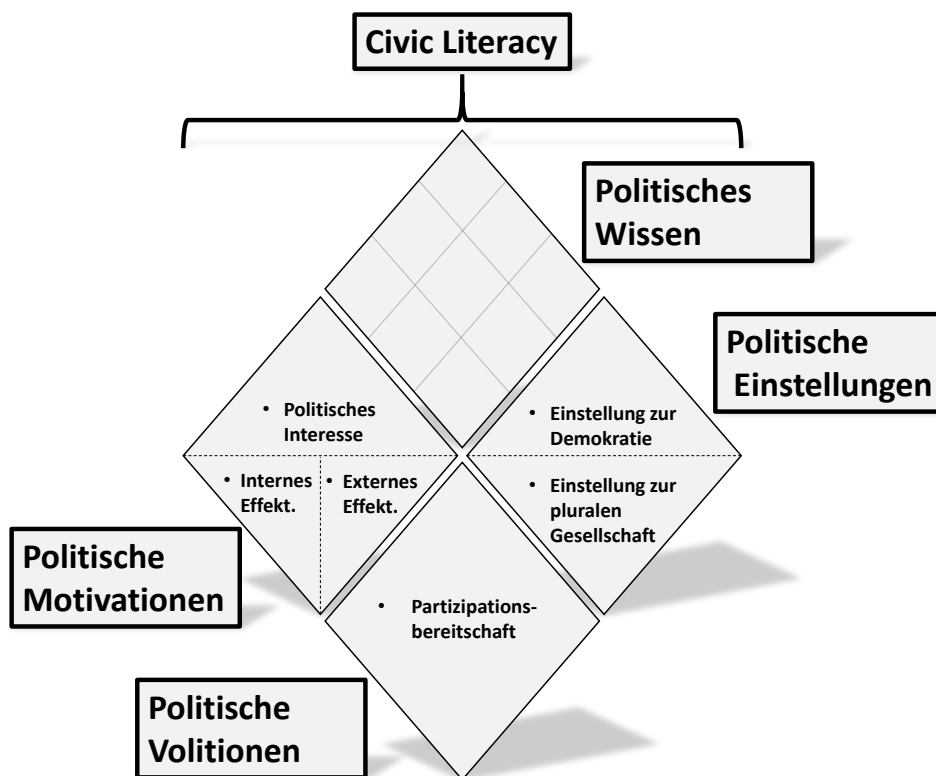 Civic Literacy
Politisches
Wissen
Politische
Einstellungen
• Politisches
Interesse
• Einstellung zur
Demokratie
• Internes
Effekt.
• Externes
Effekt.
• Einstellung zur
pluralen
Gesellschaft
Politische
Motivationen
• Partizipations-
bereitschaft
Politische
Volitionen